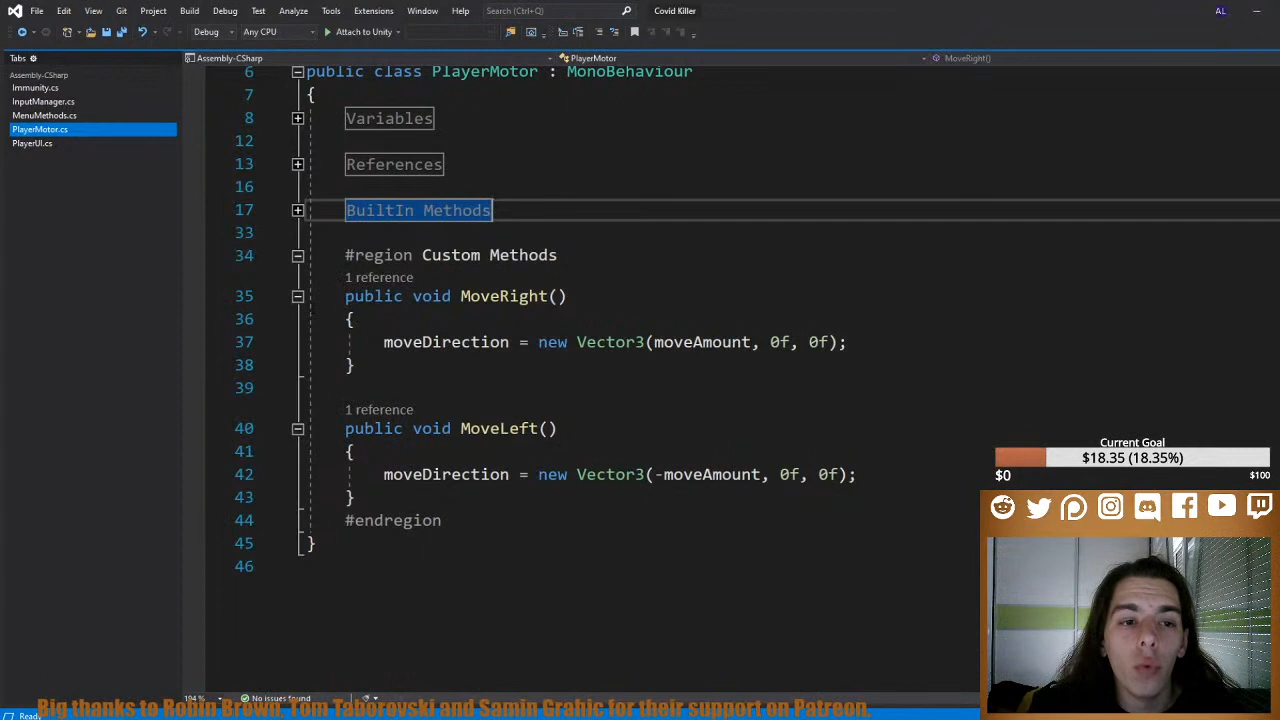 File Edit View Git Project Build Debug Test Analyze Tools Extensions Window Help Search (Ctrl+Q) Covid Killer AL
Debug Any CPU Attach to Unity
Tabs Assembly-CSharp PlayerMotor MoveRight()
Assembly-CSharp
Immunity.cs
InputManager.cs
MenuMethods.cs
PlayerMotor.cs
PlayerUI.cs
6 public class PlayerMotor : MonoBehaviour
7 {
8 Variables
12
13 References
16
17 BuiltIn Methods
33
34 #region Custom Methods
1 reference
35 public void MoveRight()
36 {
37 moveDirection = new Vector3(moveAmount, 0f, 0f);
38 }
39
1 reference
40 public void MoveLeft()
41 {
42 moveDirection = new Vector3(-moveAmount, 0f, 0f);
43 }
44 #endregion
45 }
46
Current Goal
$18.35 (18.35%)
$0 $100
194 % No issues found
Big thanks to Robin Brown, Tom Taborovski and Samin Grahic for their support on Patreon.
Ready